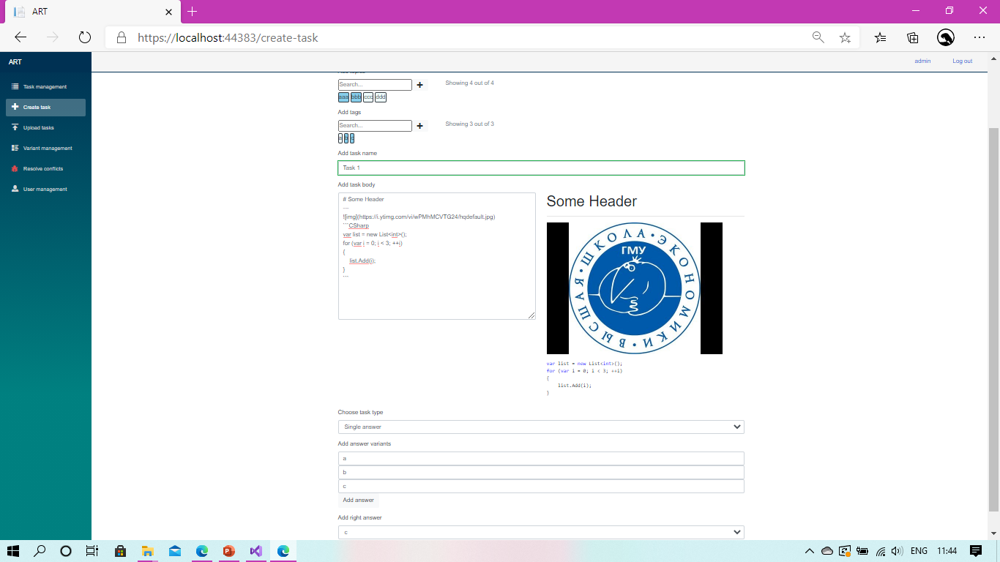 ART
https://localhost:44383/create-task
ART
admin
Log out
Task management
Create task
Upload tasks
Variant management
Resolve conflicts
User management
Search...
+
Showing 4 out of 4
aaa bbb ccc ddd
Add tags
Search...
+
Showing 3 out of 3
Add task name
Task 1
Add task body
# Some Header
---
![img](https://i.ytimg.com/vi/wPMhMCVTG24/hqdefault.jpg)
```CSharp
var list = new List<int>();
for (var i = 0; i < 3; ++i)
{
list.Add(i);
}
```
Some Header
ВЫСШАЯ • ШКОЛА • ЭКОНОМИКИ •
ГМУ
var list = new List<int>();
for (var i = 0; i < 3; ++i)
{
list.Add(i);
}
Choose task type
Single answer
Add answer variants
a
b
c
Add answer
Add right answer
c
ENG
11:44